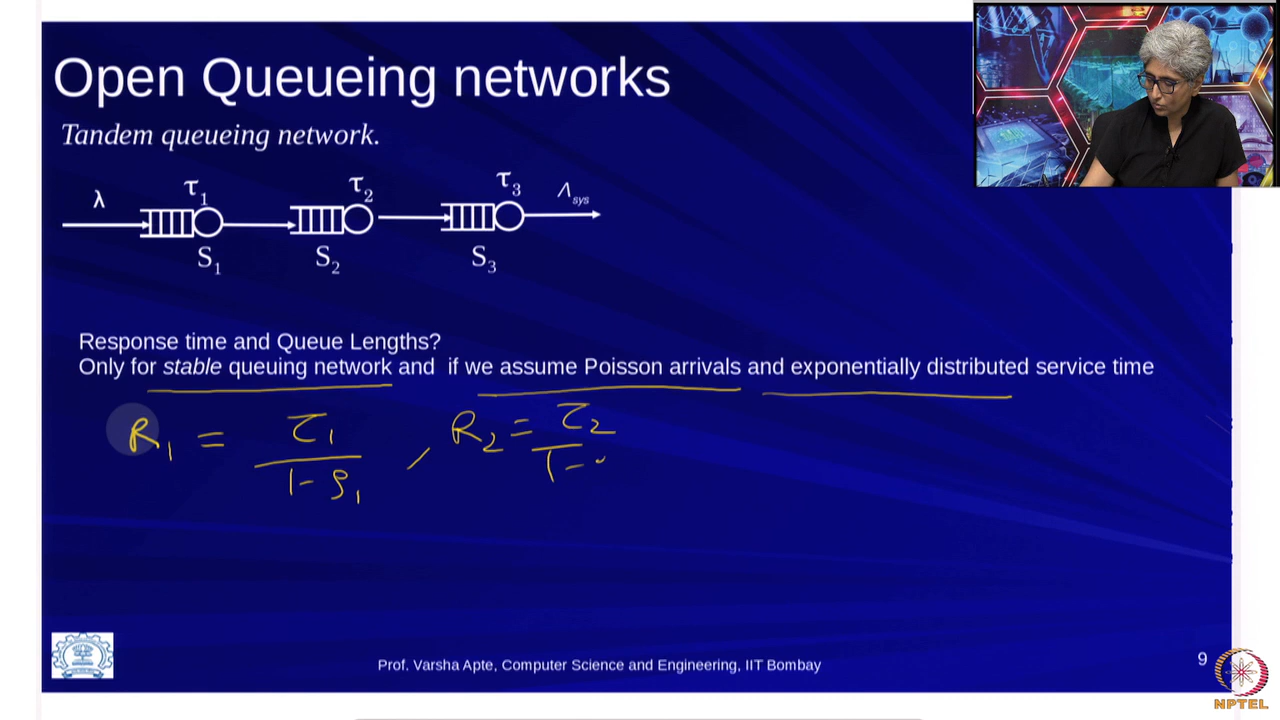 Open Queueing networks
Tandem queueing network.
λ τ1 τ2 τ3 Λsys
S1 S2 S3
Response time and Queue Lengths?
Only for stable queuing network and if we assume Poisson arrivals and exponentially distributed service time
R1 = τ1 / 1 - ρ1 , R2 = τ2 / 1 -
Prof. Varsha Apte, Computer Science and Engineering, IIT Bombay
9
NPTEL